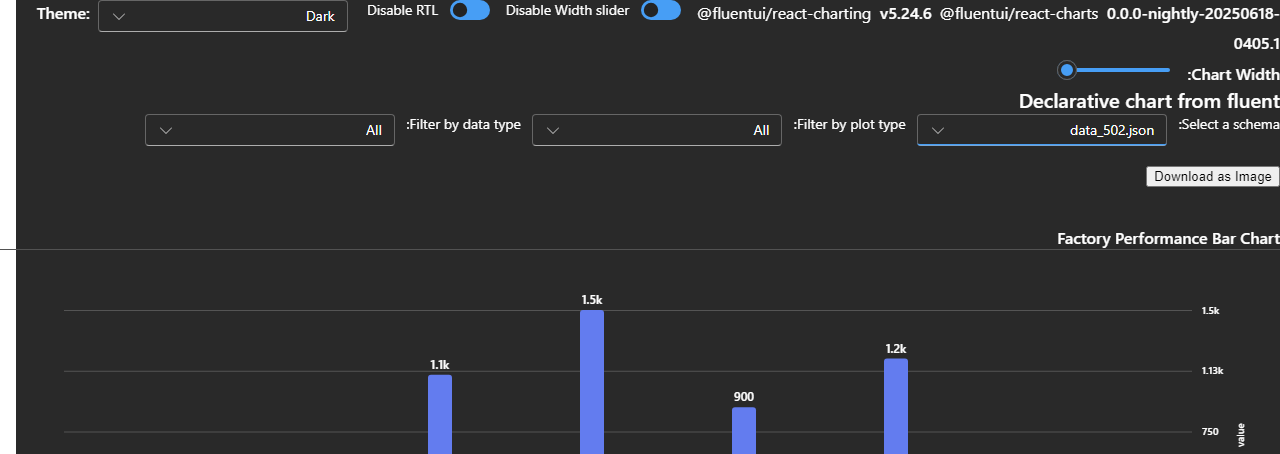 Theme: Dark Disable RTL Disable Width slider @fluentui/react-charting v5.24.6 @fluentui/react-charts 0.0.0-nightly-20250618-
0405.1
:Chart Width
Declarative chart from fluent
:Select a schema data_502.json :Filter by plot type All :Filter by data type All
Download as Image
Factory Performance Bar Chart
1.5k
1.5k
1.2k
1.1k
1.13k
900
750
value